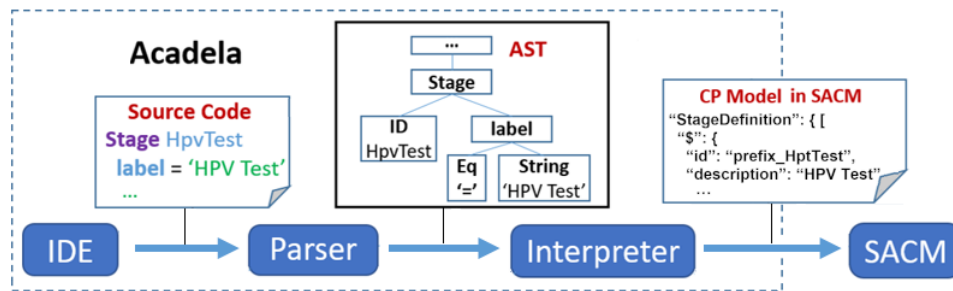 Acadela
Source Code
Stage HpvTest
label = ‘HPV Test’
...
...
AST
Stage
ID
HpvTest
label
Eq
‘=’
String
‘HPV Test’
CP Model in SACM
“StageDefinition”: { [
“$”: {
“id”: “prefix_HptTest”,
“description”: “HPV Test”
...
IDE
Parser
Interpreter
SACM